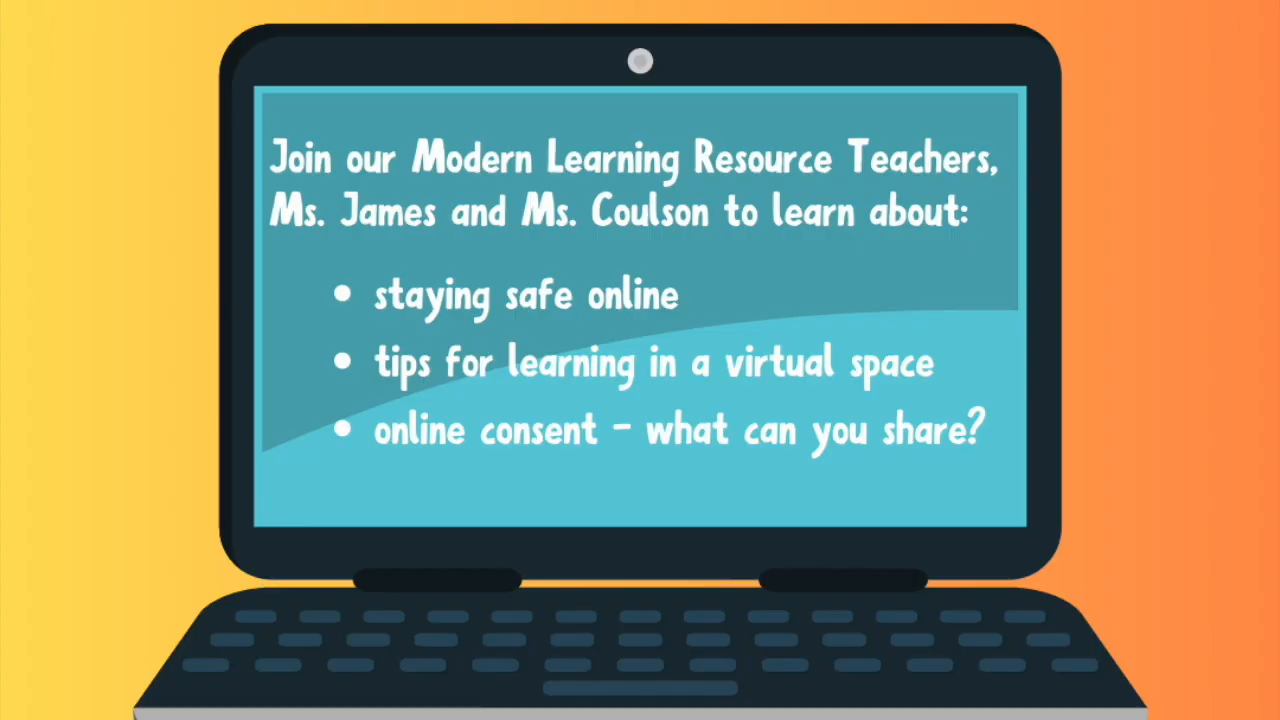 Join our Modern Learning Resource Teachers,
Ms. James and Ms. Coulson to learn about:
• staying safe online
• tips for learning in a virtual space
• online consent - what can you share?